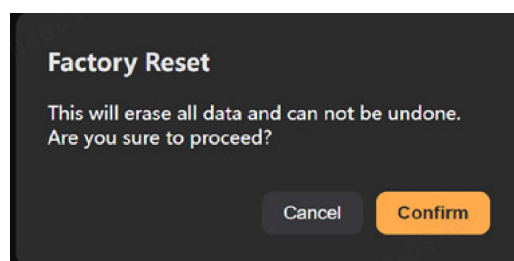 Factory Reset
This will erase all data and can not be undone.
Are you sure to proceed?
Cancel Confirm